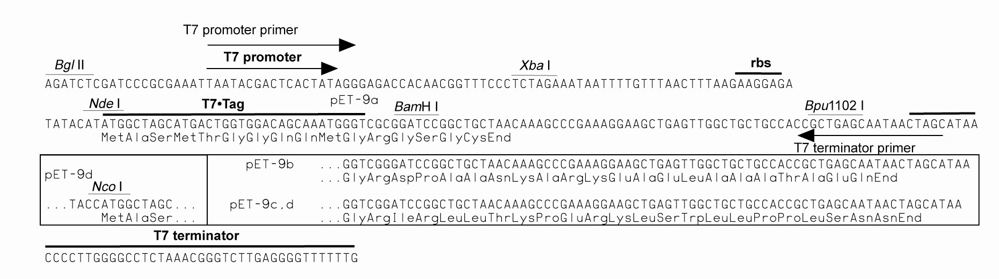 T7 promoter primer
T7 promoter
Bgl II Xba I rbs
AGATCTCGATCCCGCGAAATTAATACGACTCACTATAGGGAGACCACAACGGTTTCCCTCTAGAAATAATTTTGTTTAACTTTAAGAAGGAGA
pET-9a
Nde I T7•Tag BamH I Bpu1102 I
TATACATATGGCTAGCATGACTGGTGGACAGCAAATGGGTCGCGGATCCGGCTGCTAACAAAGCCCGAAAGGAAGCTGAGTTGGCTGCTGCCACCGCTGAGCAATAACTAGCATAA
MetAlaSerMetThrGlyGlyGlnGlnMetGlyArgGlySerGlyCysEnd
T7 terminator primer
pET-9b ...GGTCGGGATCCGGCTGCTAACAAAGCCCGAAAGGAAGCTGAGTTGGCTGCTGCCACCGCTGAGCAATAACTAGCATAA
...GlyArgAspProAlaAlaAsnLysAlaArgLysGluAlaGluLeuAlaAlaAlaThrAlaGluGlnEnd
pET-9d
Nco I
...TACCATGGCTAGC...
MetAlaSer...
pET-9c,d ...GGTCGGATCCGGCTGCTAACAAAGCCCGAAAGGAAGCTGAGTTGGCTGCTGCCACCGCTGAGCAATAACTAGCATAA
...GlyArgIleArgLeuLeuThrLysProGluArgLysLeuSerTrpLeuLeuProProLeuSerAsnAsnEnd
T7 terminator
CCCCTTGGGGCCTCTAAACGGGTCTTGAGGGGTTTTTTG